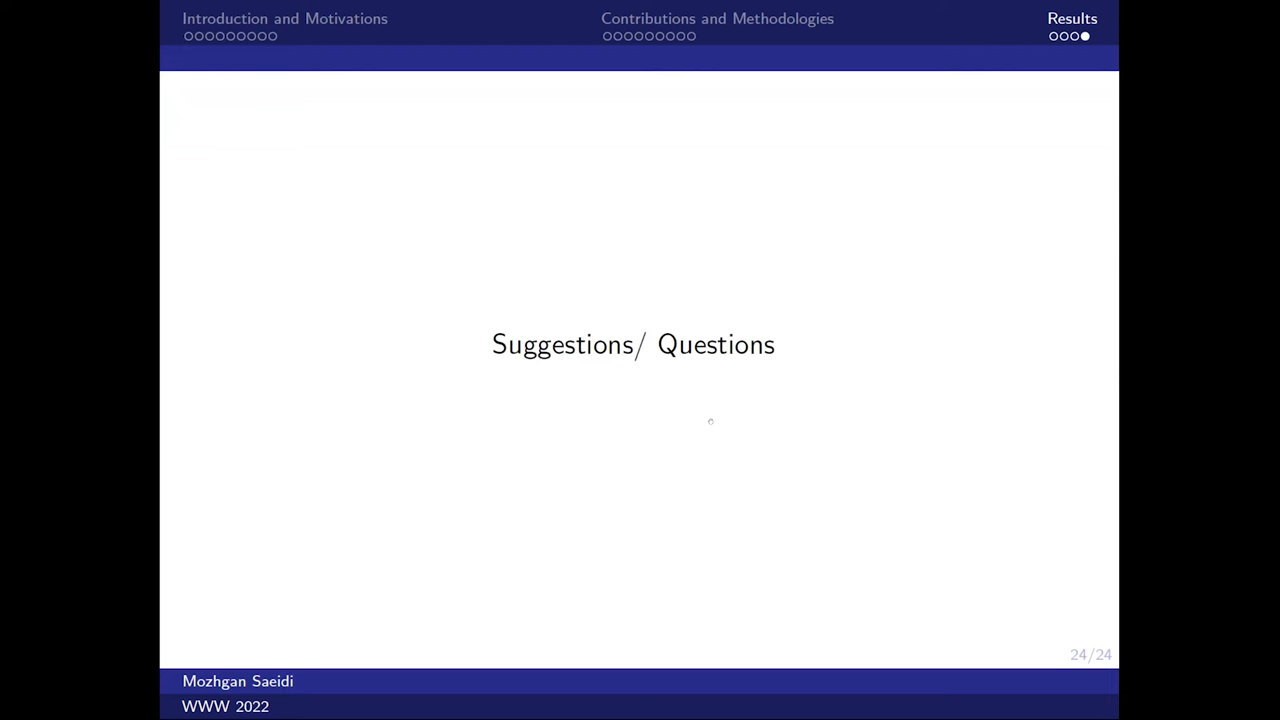 Introduction and Motivations
Contributions and Methodologies
Results
Suggestions/ Questions
24/24
Mozhgan Saeidi
WWW 2022